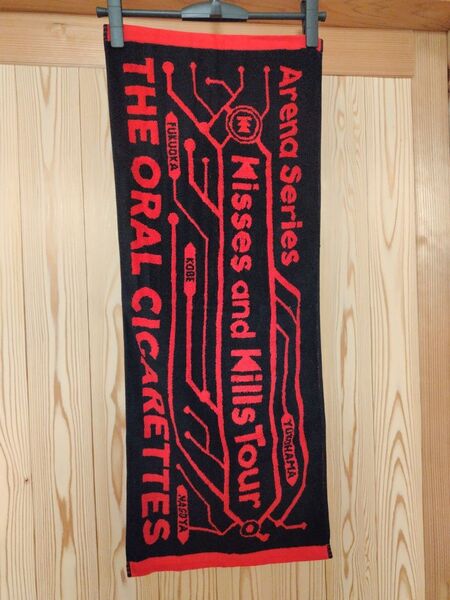 Arena Series
Kisses and Kills Tour
YOKOHAMA
KOBE
FUKUOKA
NAGOYA
THE ORAL CIGARETTES